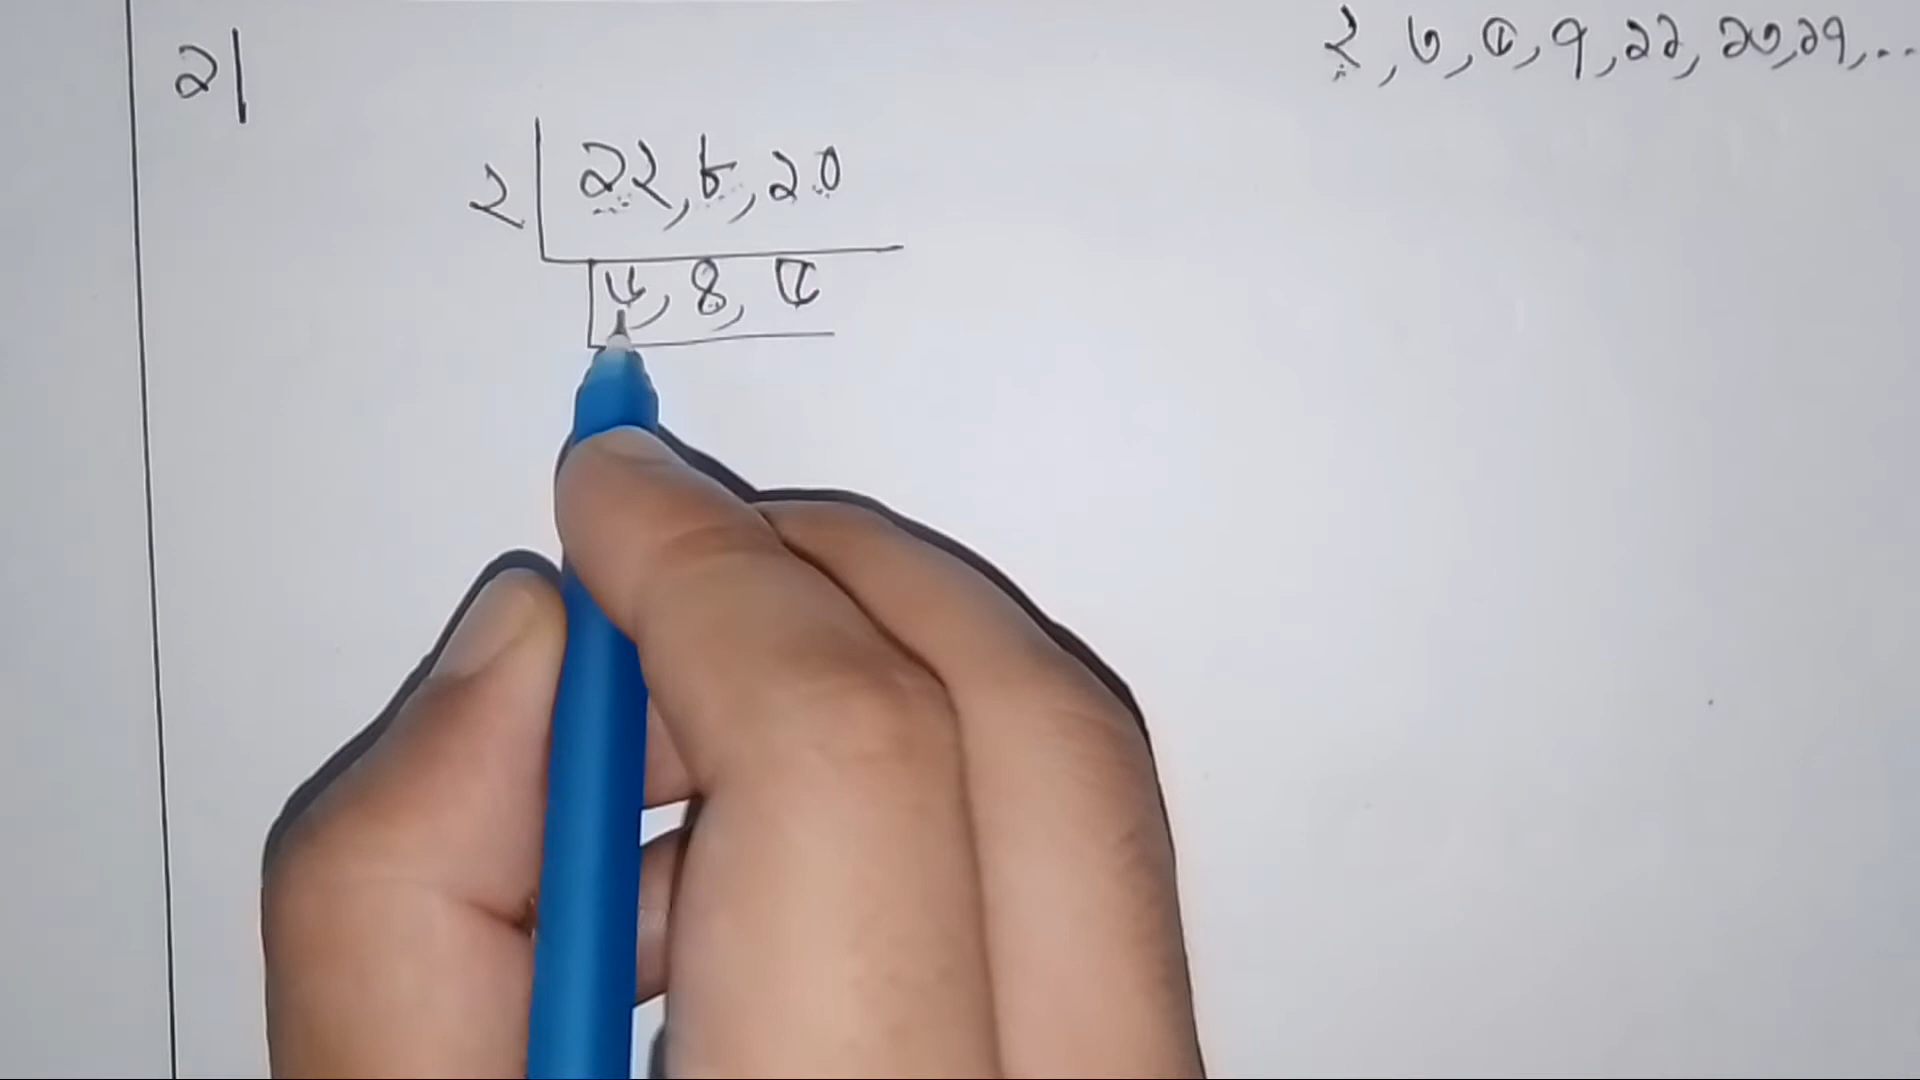 ১।
২, ৩, ৫, ৭, ১১, ১৩, ১৭, ...
২ | ১২, ৮, ১০
৬, ৪, ৫